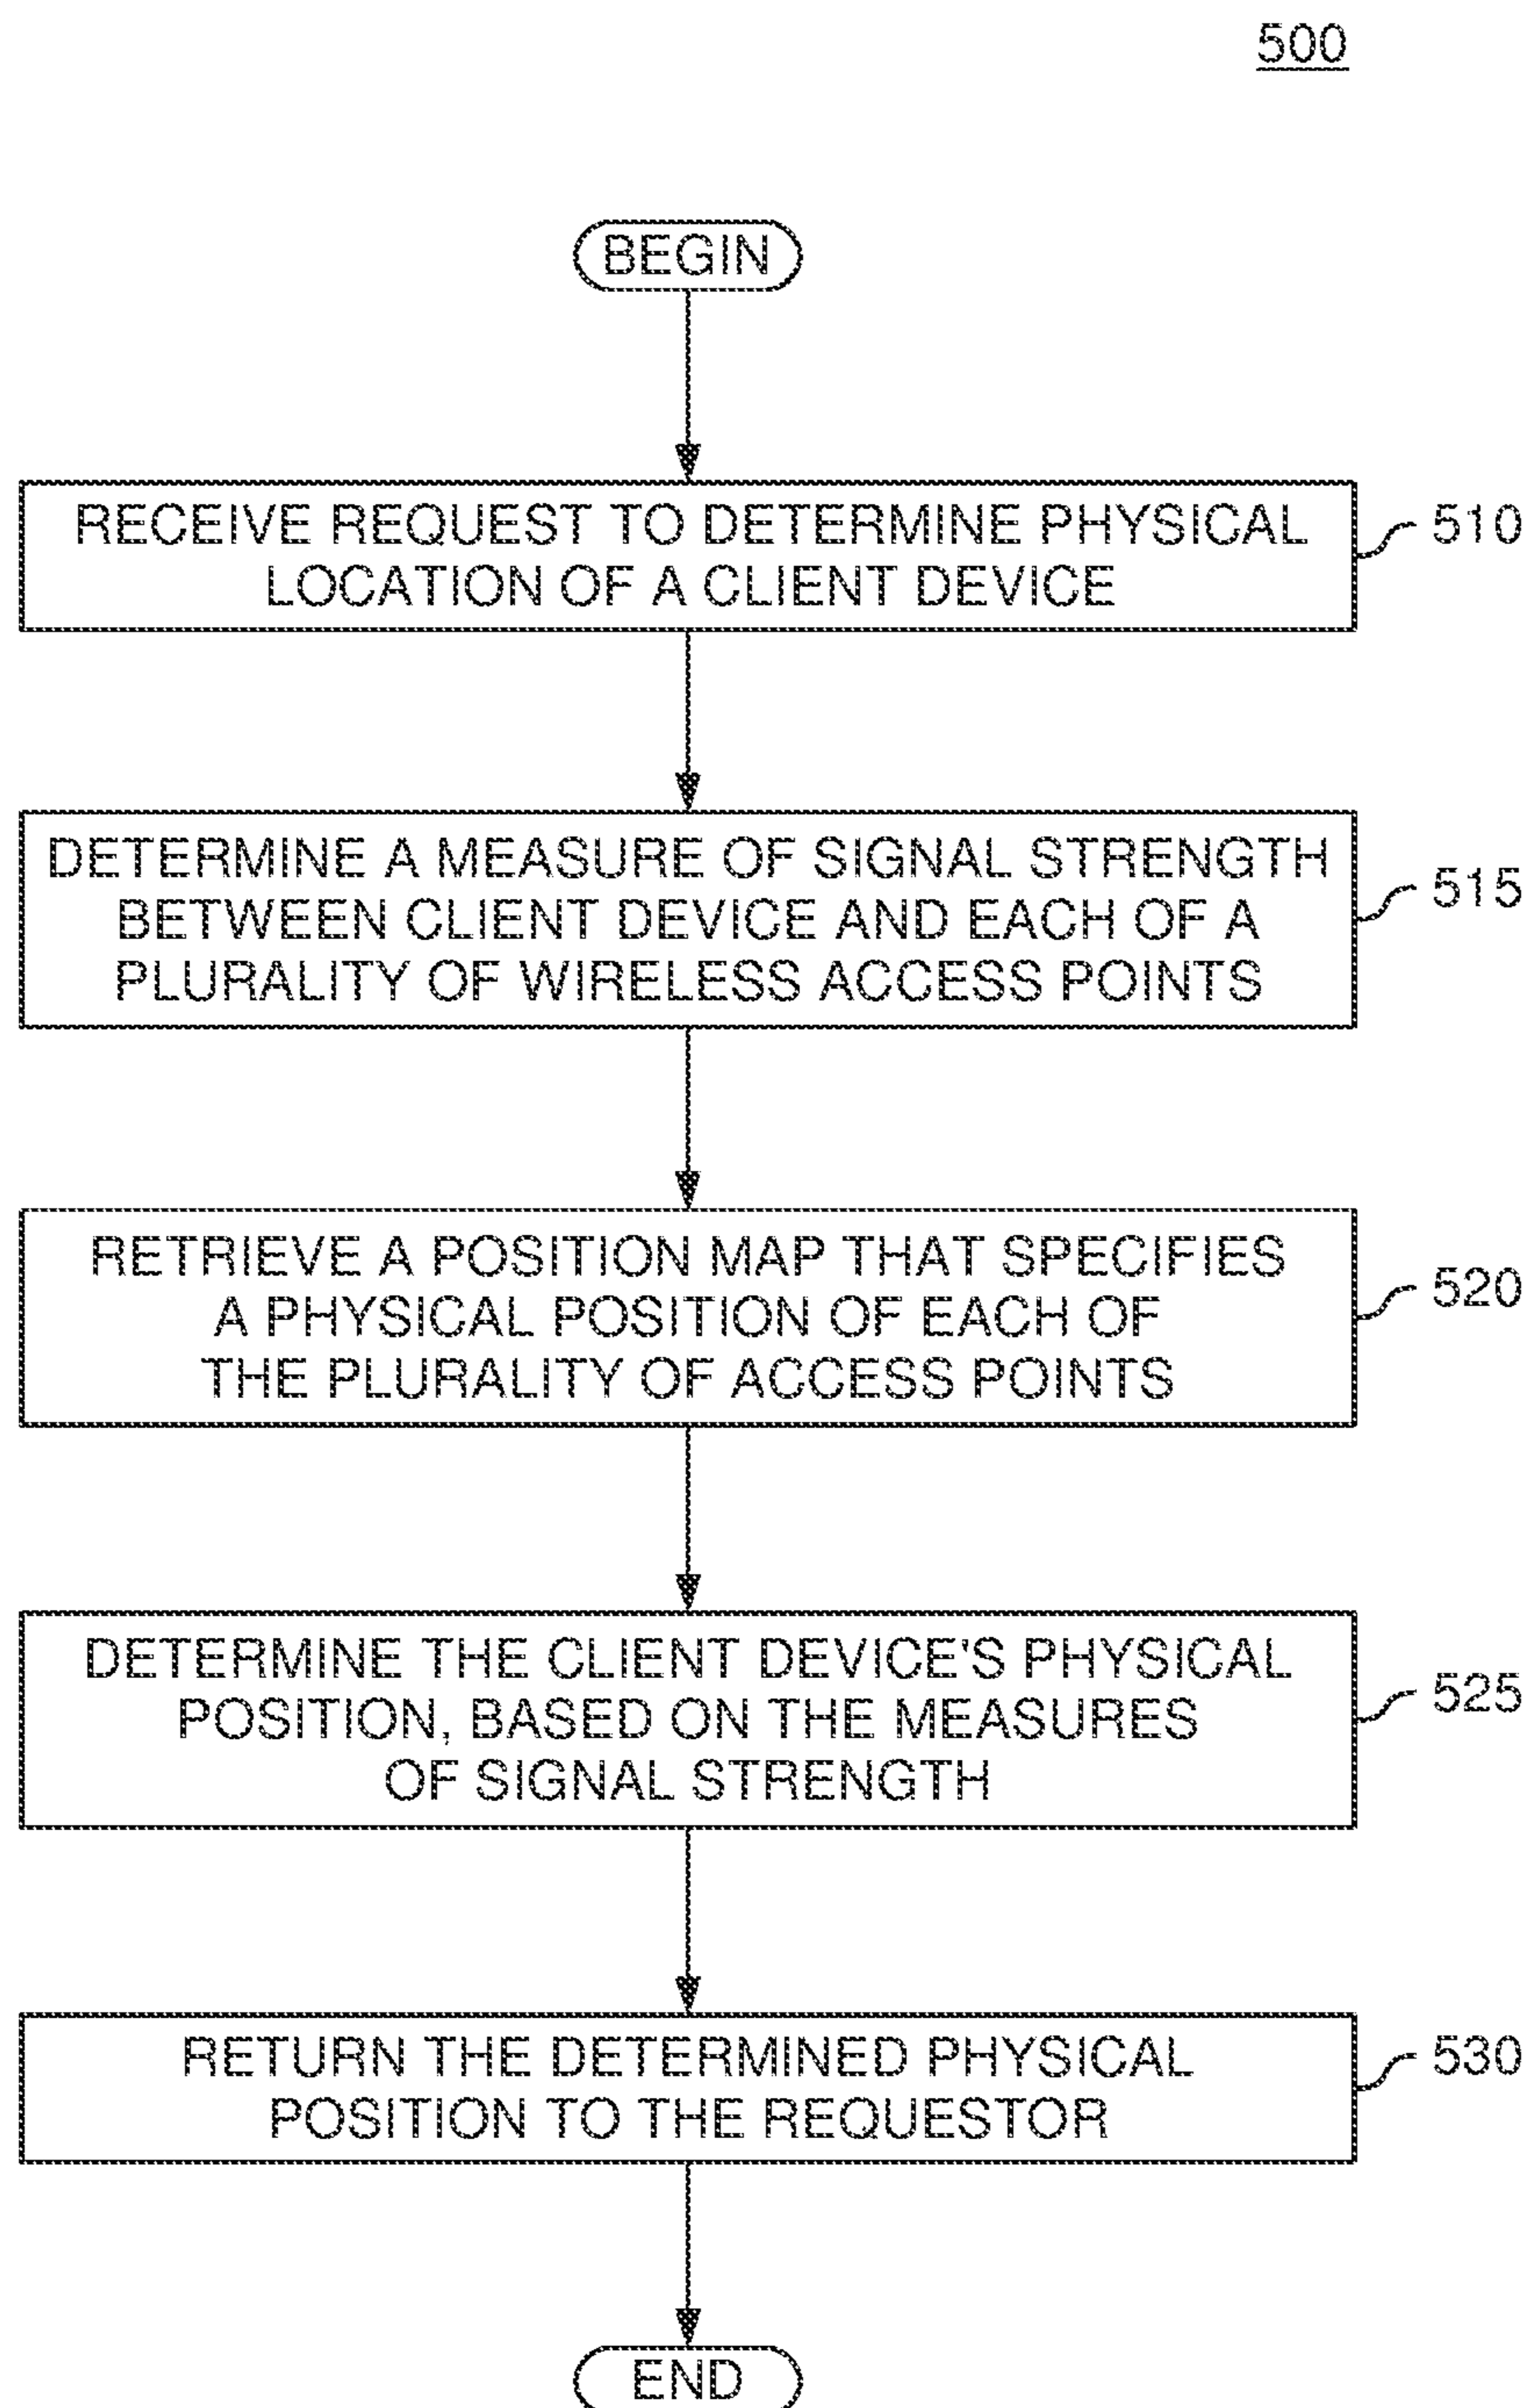 500
BEGIN
RECEIVE REQUEST TO DETERMINE PHYSICAL
LOCATION OF A CLIENT DEVICE
510
DETERMINE A MEASURE OF SIGNAL STRENGTH
BETWEEN CLIENT DEVICE AND EACH OF A
PLURALITY OF WIRELESS ACCESS POINTS
515
RETRIEVE A POSITION MAP THAT SPECIFIES
A PHYSICAL POSITION OF EACH OF
THE PLURALITY OF ACCESS POINTS
520
DETERMINE THE CLIENT DEVICE'S PHYSICAL
POSITION, BASED ON THE MEASURES
OF SIGNAL STRENGTH
525
RETURN THE DETERMINED PHYSICAL
POSITION TO THE REQUESTOR
530
END